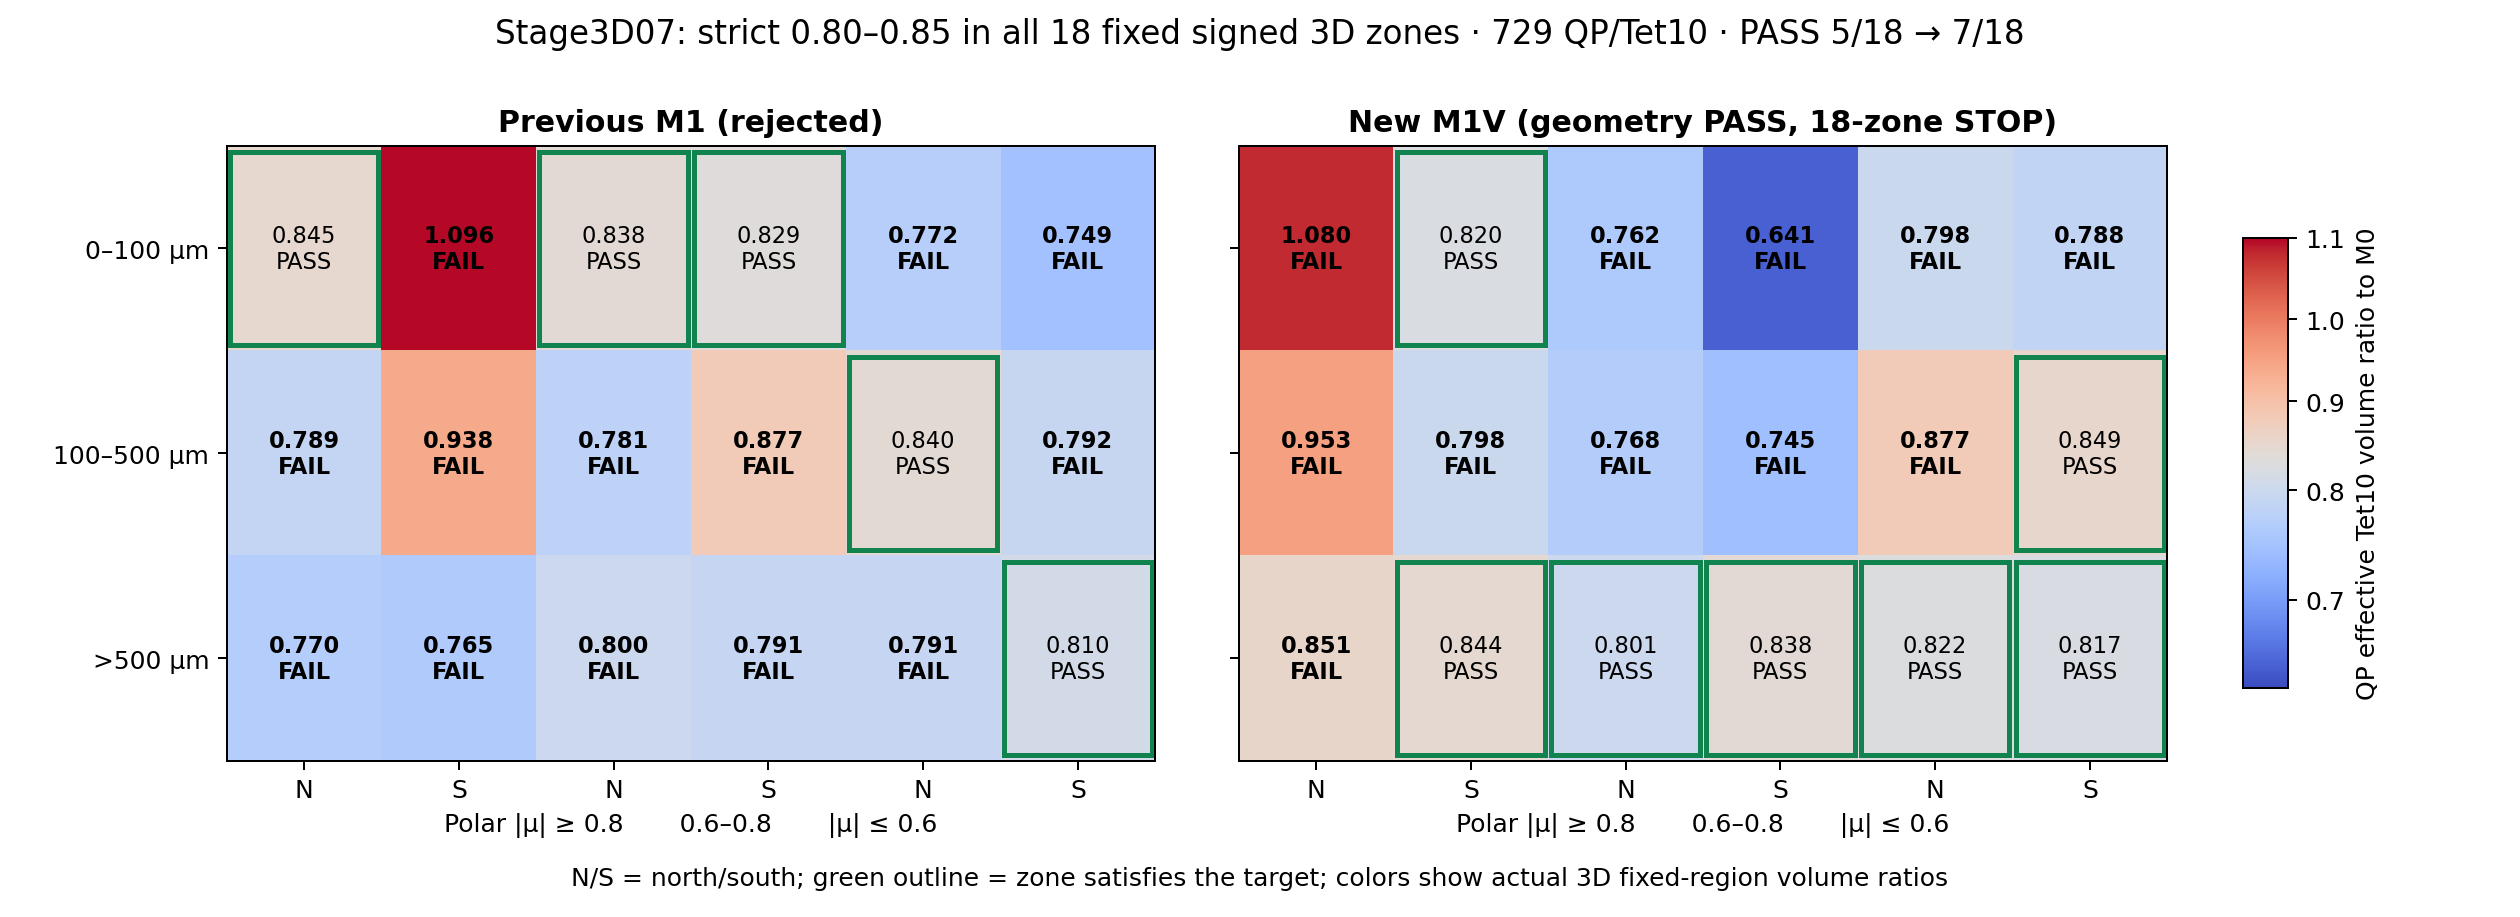 Stage3D07: strict 0.80–0.85 in all 18 fixed signed 3D zones · 729 QP/Tet10 · PASS 5/18 → 7/18
Previous M1 (rejected)
0–100 µm
0.845 1.096 0.838 0.829 0.772 0.749
PASS FAIL PASS PASS FAIL FAIL
100–500 µm
0.789 0.938 0.781 0.877 0.840 0.792
FAIL FAIL FAIL FAIL PASS FAIL
>500 µm
0.770 0.765 0.800 0.791 0.791 0.810
FAIL FAIL FAIL FAIL FAIL PASS
N S N S N S
Polar |µ| ≥ 0.8 0.6–0.8 |µ| ≤ 0.6
New M1V (geometry PASS, 18-zone STOP)
1.080 0.820 0.762 0.641 0.798 0.788
FAIL PASS FAIL FAIL FAIL FAIL
0.953 0.798 0.768 0.745 0.877 0.849
FAIL FAIL FAIL FAIL FAIL PASS
0.851 0.844 0.801 0.838 0.822 0.817
FAIL PASS PASS PASS PASS PASS
N S N S N S
Polar |µ| ≥ 0.8 0.6–0.8 |µ| ≤ 0.6
1.1
1.0
0.9
0.8
0.7
QP effective Tet10 volume ratio to M0
N/S = north/south; green outline = zone satisfies the target; colors show actual 3D fixed-region volume ratios